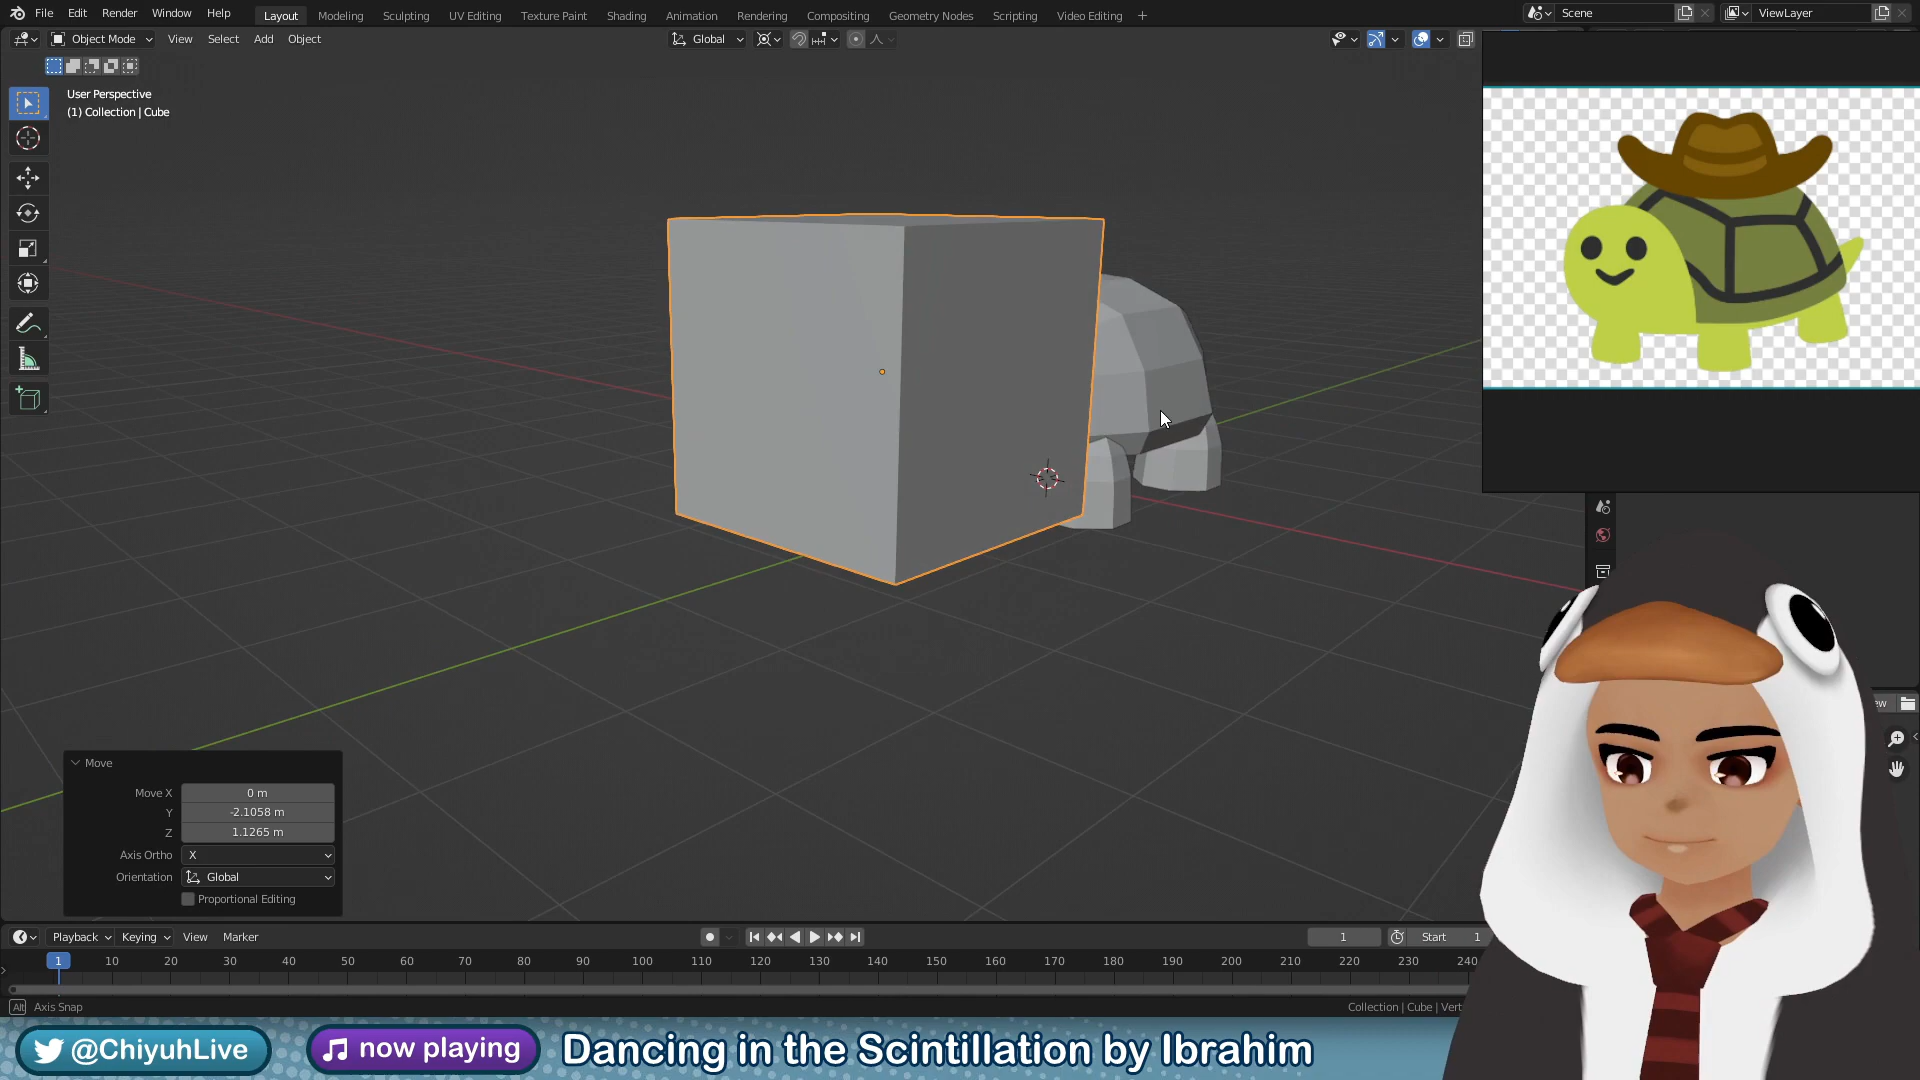 File Edit Render Window Help Layout Modeling Sculpting UV Editing Texture Paint Shading Animation Rendering Compositing Geometry Nodes Scripting Video Editing + Scene ViewLayer
Object Mode View Select Add Object Global
User Perspective
(1) Collection | Cube
Move
Move X 0 m
Y -2.1058 m
Z 1.1265 m
Axis Ortho X
Orientation Global
Proportional Editing
Playback Keying View Marker 1 Start 1
1 10 20 30 40 50 60 70 80 90 100 110 120 130 140 150 160 170 180 190 200 210 220 230 240
Alt Axis Snap Collection | Cube | Vert
@ChiyuhLive now playing Dancing in the Scintillation by Ibrahim